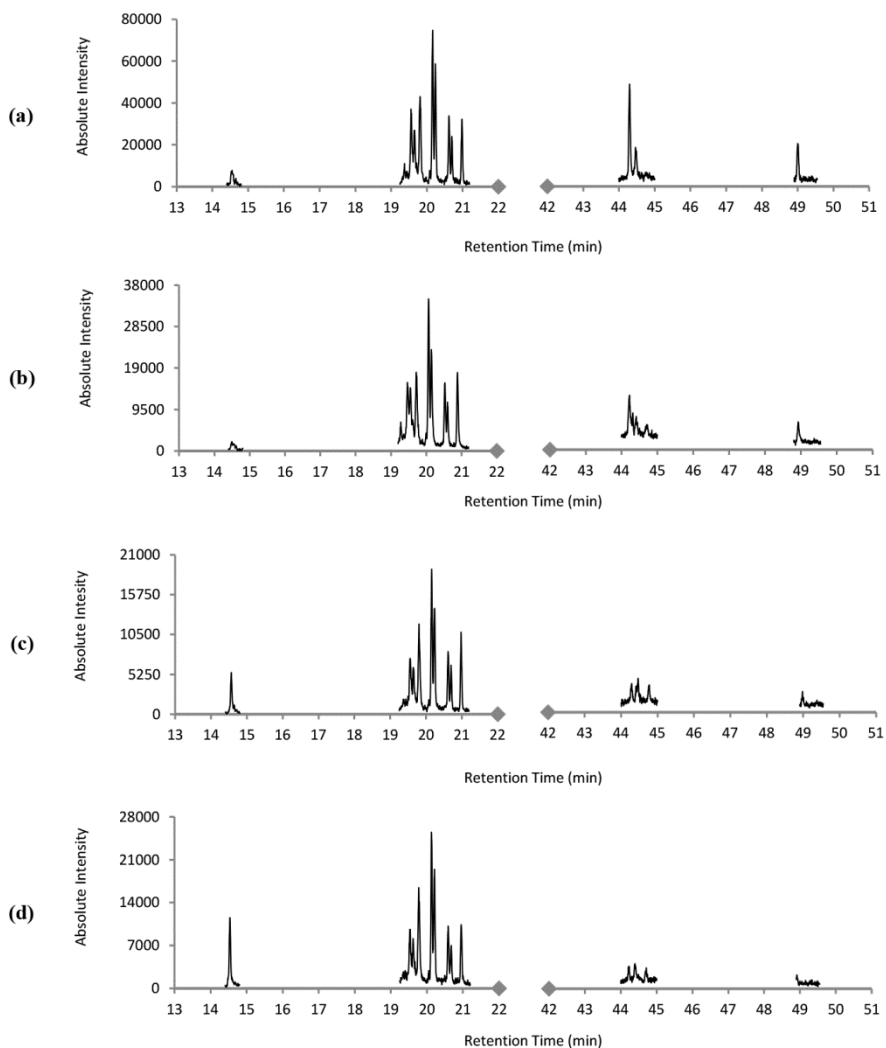 80000
60000
40000
20000
0
Absolute Intensity
(a)
13 14 15 16 17 18 19 20 21 22 42 43 44 45 46 47 48 49 50 51
Retention Time (min)
38000
28500
19000
9500
0
Absolute Intensity
(b)
13 14 15 16 17 18 19 20 21 22 42 43 44 45 46 47 48 49 50 51
Retention Time (min)
21000
15750
10500
5250
0
Absolute Intesity
(c)
13 14 15 16 17 18 19 20 21 22 42 43 44 45 46 47 48 49 50 51
Retention Time (min)
28000
21000
14000
7000
0
Absolute Intensity
(d)
13 14 15 16 17 18 19 20 21 22 42 43 44 45 46 47 48 49 50 51
Retention Time (min)